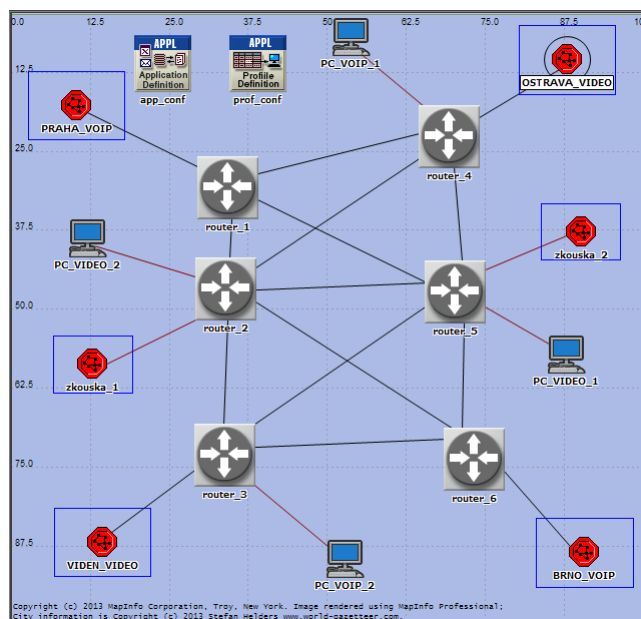 0.0 12.5 25.0 37.5 50.0 62.5 75.0 87.5 10
APPL
Application
Definition
app_conf
APPL
Profile
Definition
prof_conf
PC_VOIP_1
OSTRAVA_VIDEO
12.5
PRAHA_VOIP
25.0
router_4
router_1
37.5
PC_VIDEO_2
zkouska_2
50.0
router_2
router_5
zkouska_1
PC_VIDEO_1
62.5
75.0
router_3
router_6
87.5
VIDEN_VIDEO
PC_VOIP_2
BRNO_VOIP
Copyright (c) 2013 MapInfo Corporation, Troy, New York. Image rendered using MapInfo Professional;
City information is Copyright (c) 2013 Stefan Helders www.world-gazetteer.com.